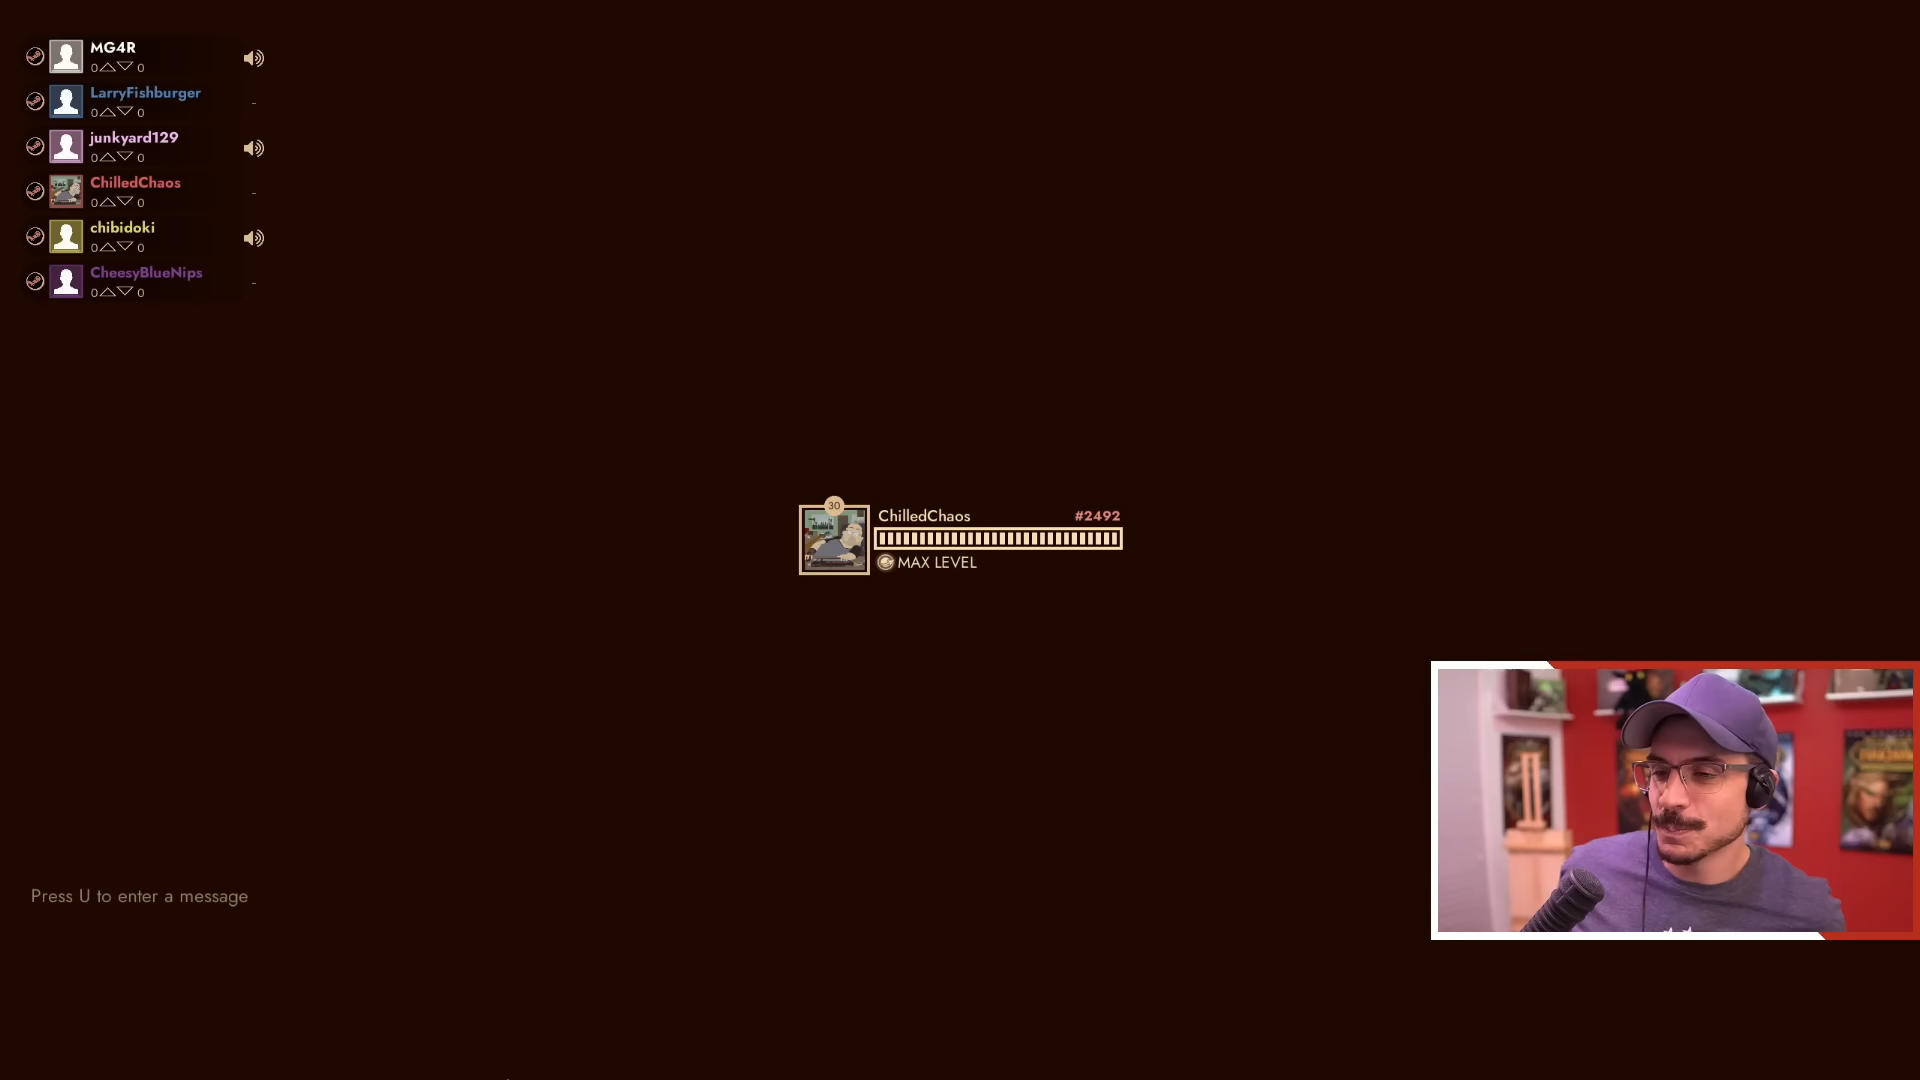 MG4R
0 0
LarryFishburger
0 0
-
junkyard129
0 0
ChilledChaos
0 0
-
chibidoki
0 0
CheesyBlueNips
0 0
-
30
ChilledChaos #2492
MAX LEVEL
Press U to enter a message